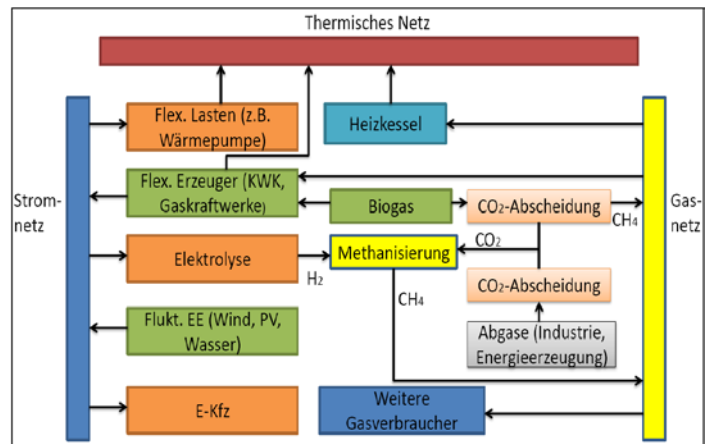 Thermisches Netz
Flex. Lasten (z.B.
Wärmepumpe)
Heizkessel
Strom-
netz
Flex. Erzeuger (KWK,
Gaskraftwerke)
Biogas
CO₂-Abscheidung
CH₄
Gas-
netz
Elektrolyse
H₂
Methanisierung
CO₂
CH₄
CO₂-Abscheidung
Flukt. EE (Wind, PV,
Wasser)
Abgase (Industrie,
Energieerzeugung)
E-Kfz
Weitere
Gasverbraucher